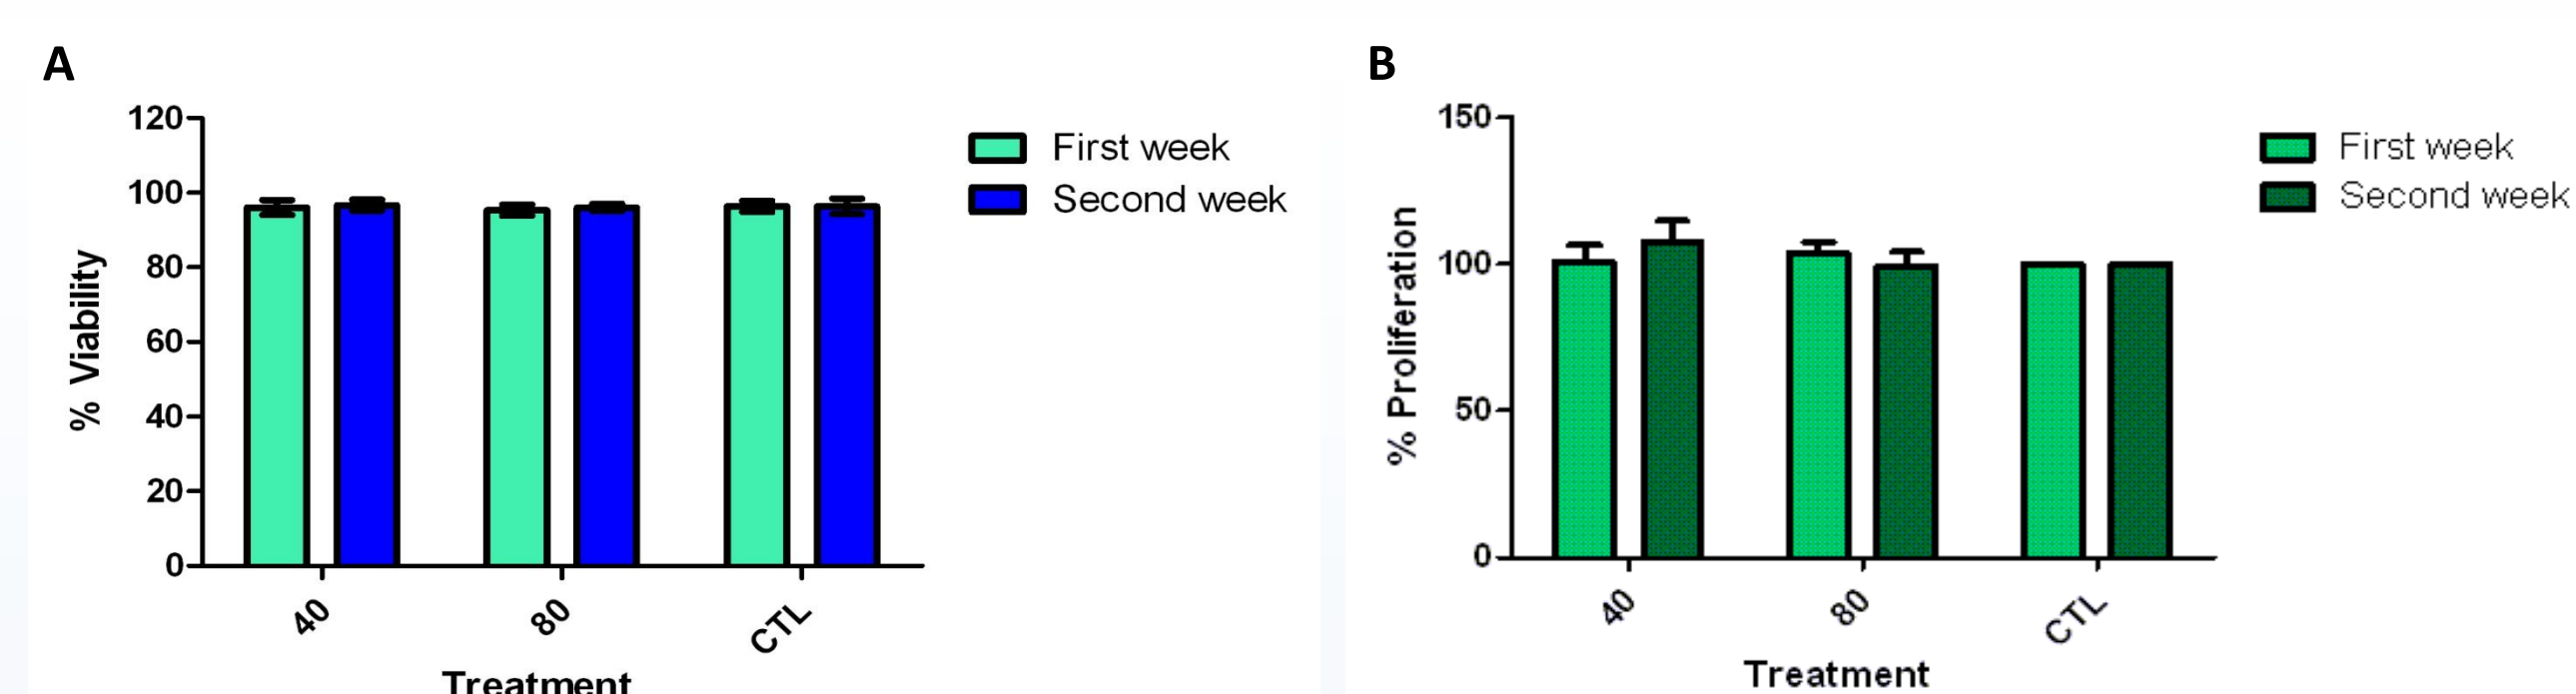 A
120
100
80
60
40
20
0
% Viability
40
80
CTL
Treatment
First week
Second week
B
150
100
50
0
% Proliferation
40
80
CTL
Treatment
First week
Second week